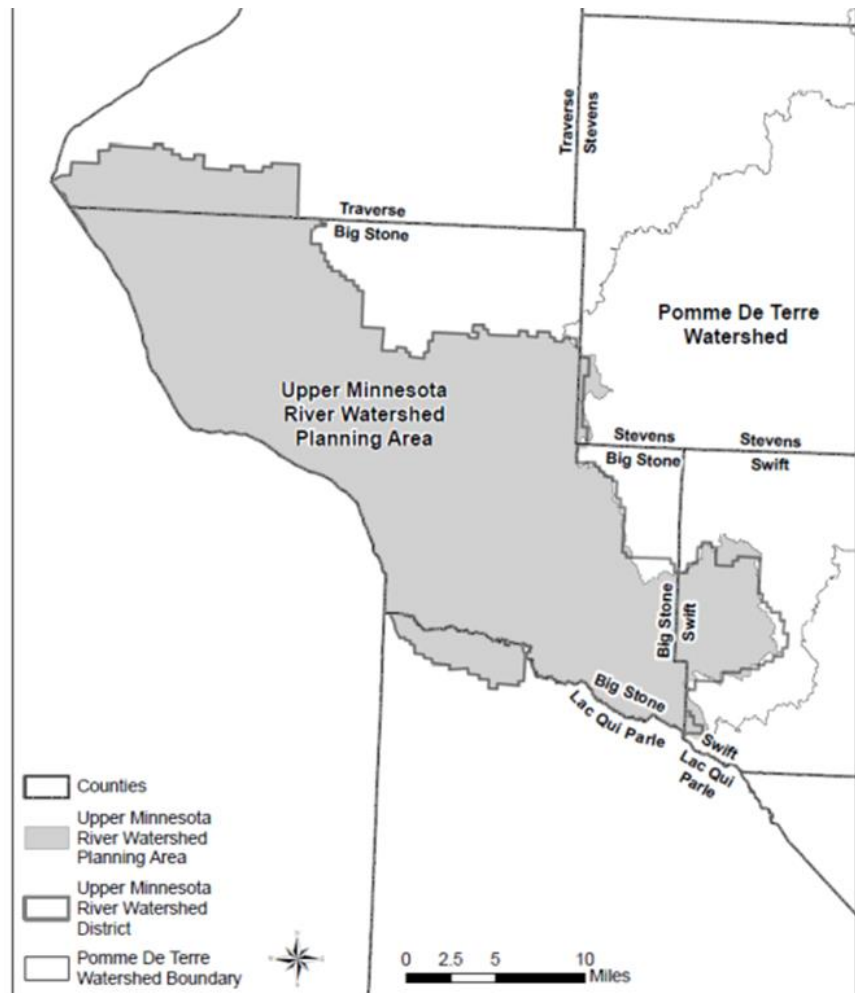 Traverse
Stevens
Traverse
Big Stone
Pomme De Terre
Watershed
Upper Minnesota
River Watershed
Planning Area
Stevens
Big Stone
Stevens
Swift
Big Stone
Swift
Big Stone
Lac Qui Parle
Swift
Lac Qui
Parle
Counties
Upper Minnesota
River Watershed
Planning Area
Upper Minnesota
River Watershed
District
Pomme De Terre
Watershed Boundary
0 2.5 5 10
Miles